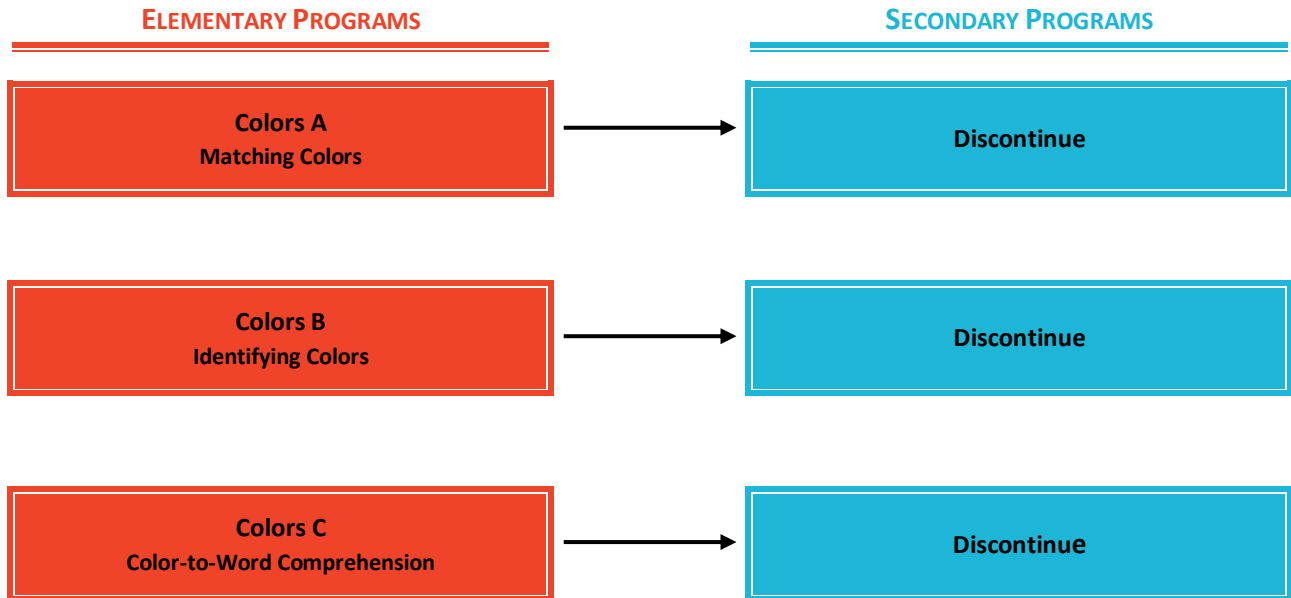 ELEMENTARY PROGRAMS
SECONDARY PROGRAMS
Colors A
Matching Colors
Discontinue
Colors B
Identifying Colors
Discontinue
Colors C
Color-to-Word Comprehension
Discontinue